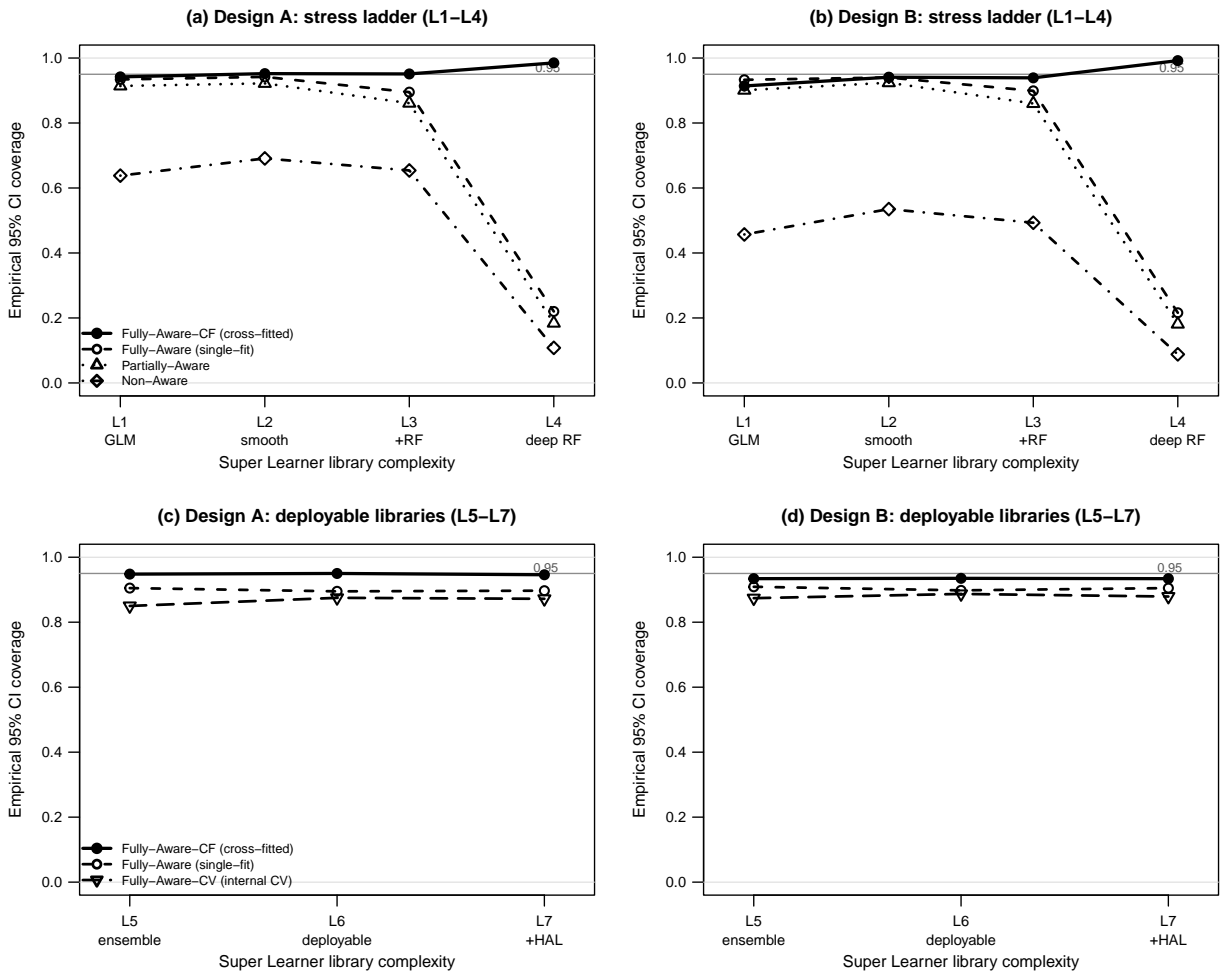 (a) Design A: stress ladder (L1−L4)
Empirical 95% CI coverage
1.0
0.8
0.6
0.4
0.2
0.0
0.95
Fully−Aware−CF (cross−fitted)
Fully−Aware (single−fit)
Partially−Aware
Non−Aware
L1 L2 L3 L4
GLM smooth +RF deep RF
Super Learner library complexity
(b) Design B: stress ladder (L1−L4)
Empirical 95% CI coverage
1.0
0.8
0.6
0.4
0.2
0.0
0.95
L1 L2 L3 L4
GLM smooth +RF deep RF
Super Learner library complexity
(c) Design A: deployable libraries (L5−L7)
Empirical 95% CI coverage
1.0
0.8
0.6
0.4
0.2
0.0
0.95
Fully−Aware−CF (cross−fitted)
Fully−Aware (single−fit)
Fully−Aware−CV (internal CV)
L5 L6 L7
ensemble deployable +HAL
Super Learner library complexity
(d) Design B: deployable libraries (L5−L7)
Empirical 95% CI coverage
1.0
0.8
0.6
0.4
0.2
0.0
0.95
L5 L6 L7
ensemble deployable +HAL
Super Learner library complexity